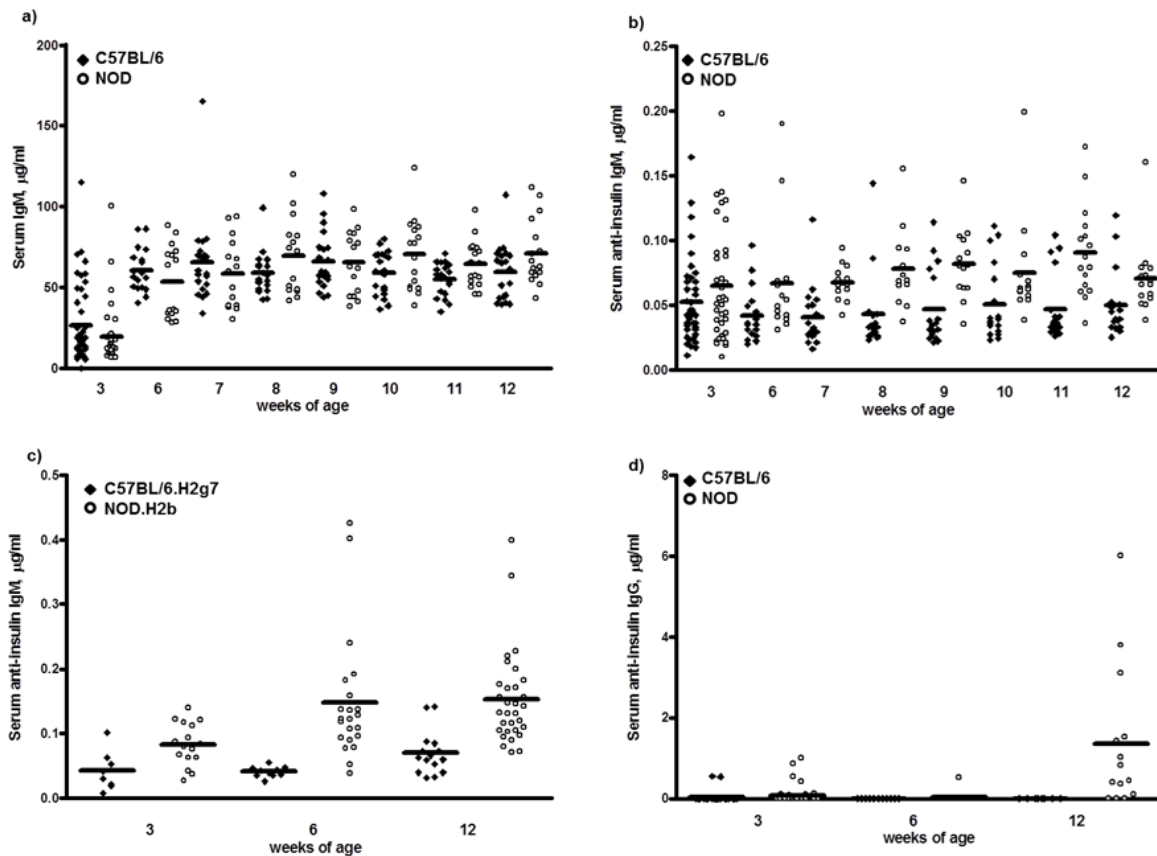 a)
C57BL/6
NOD
Serum IgM, µg/ml
200
150
100
50
0
3 6 7 8 9 10 11 12
weeks of age
b)
C57BL/6
NOD
Serum anti-insulin IgM, µg/ml
0.25
0.20
0.15
0.10
0.05
0.00
3 6 7 8 9 10 11 12
weeks of age
c)
C57BL/6.H2g7
NOD.H2b
Serum anti-insulin IgM, µg/ml
0.5
0.4
0.3
0.2
0.1
0.0
3 6 12
weeks of age
d)
C57BL/6
NOD
Serum anti-insulin IgG, µg/ml
8
6
4
2
0
3 6 12
weeks of age